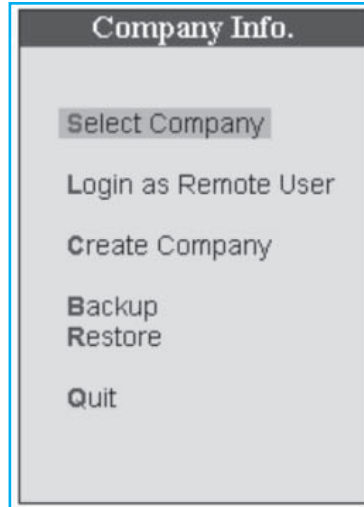 Company Info.
Select Company
Login as Remote User
Create Company
Backup
Restore
Quit